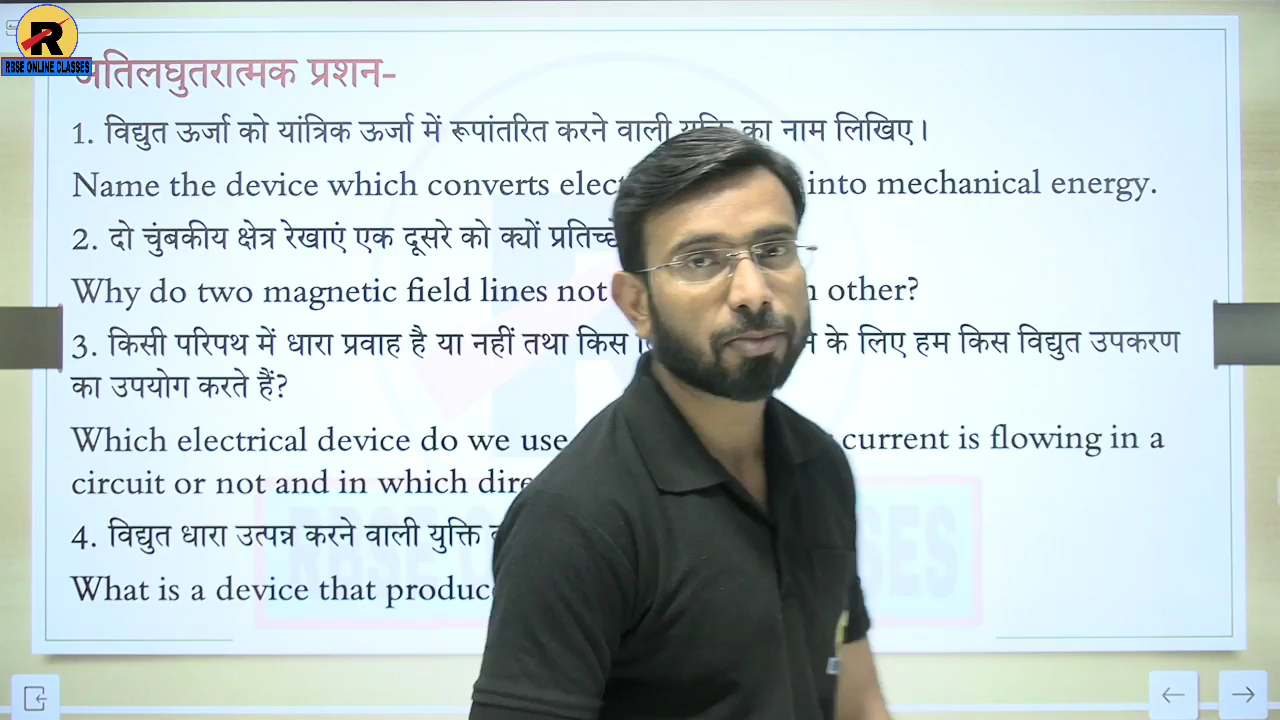 R
RBSE ONLINE CLASSES
अतिलघुतरात्मक प्रशन-
1. विद्युत ऊर्जा को यांत्रिक ऊर्जा में रूपांतरित करने वाली युक्ति का नाम लिखिए।
Name the device which converts into mechanical energy.
2. दो चुंबकीय क्षेत्र रेखाएं एक दूसरे को क्यों
Why do two magnetic field lines not other?
3. किसी परिपथ में धारा प्रवाह है या नहीं तथा किस के लिए हम किस विद्युत उपकरण
का उपयोग करते हैं?
Which electrical device do we use current is flowing in a
circuit or not and in which
4. विद्युत धारा उत्पन्न करने वाली युक्ति
What is a device that